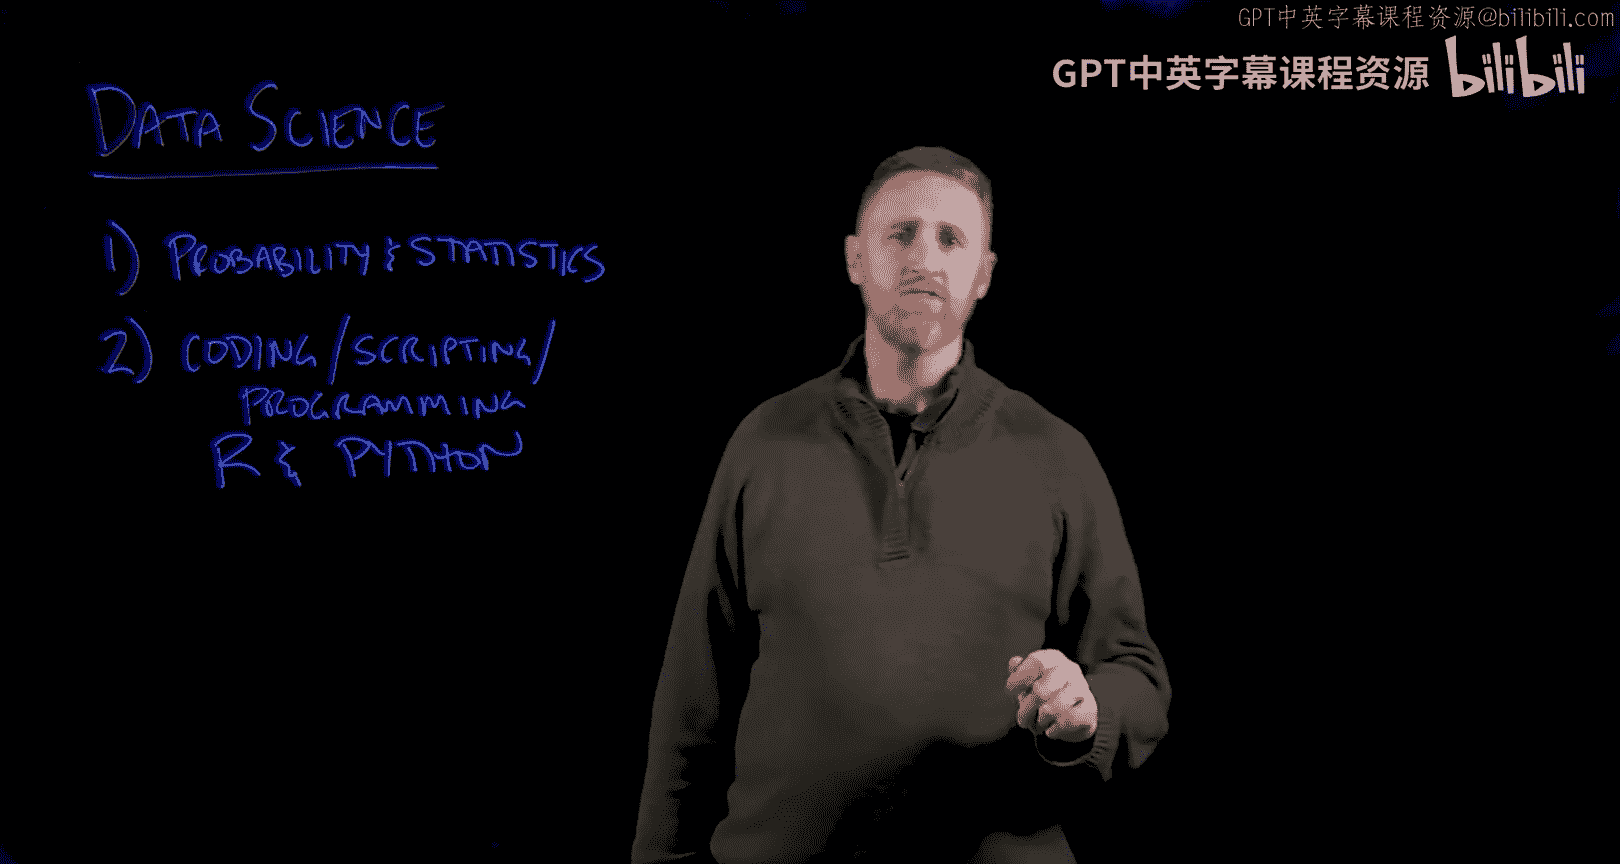 GPT中英字幕课程资源@bilibili.com
GPT中英字幕课程资源 bilibili
DATA SCIENCE
1) PROBABILITY & STATISTICS
2) CODING/SCRIPTING/
PROGRAMMING
R & PYTHON